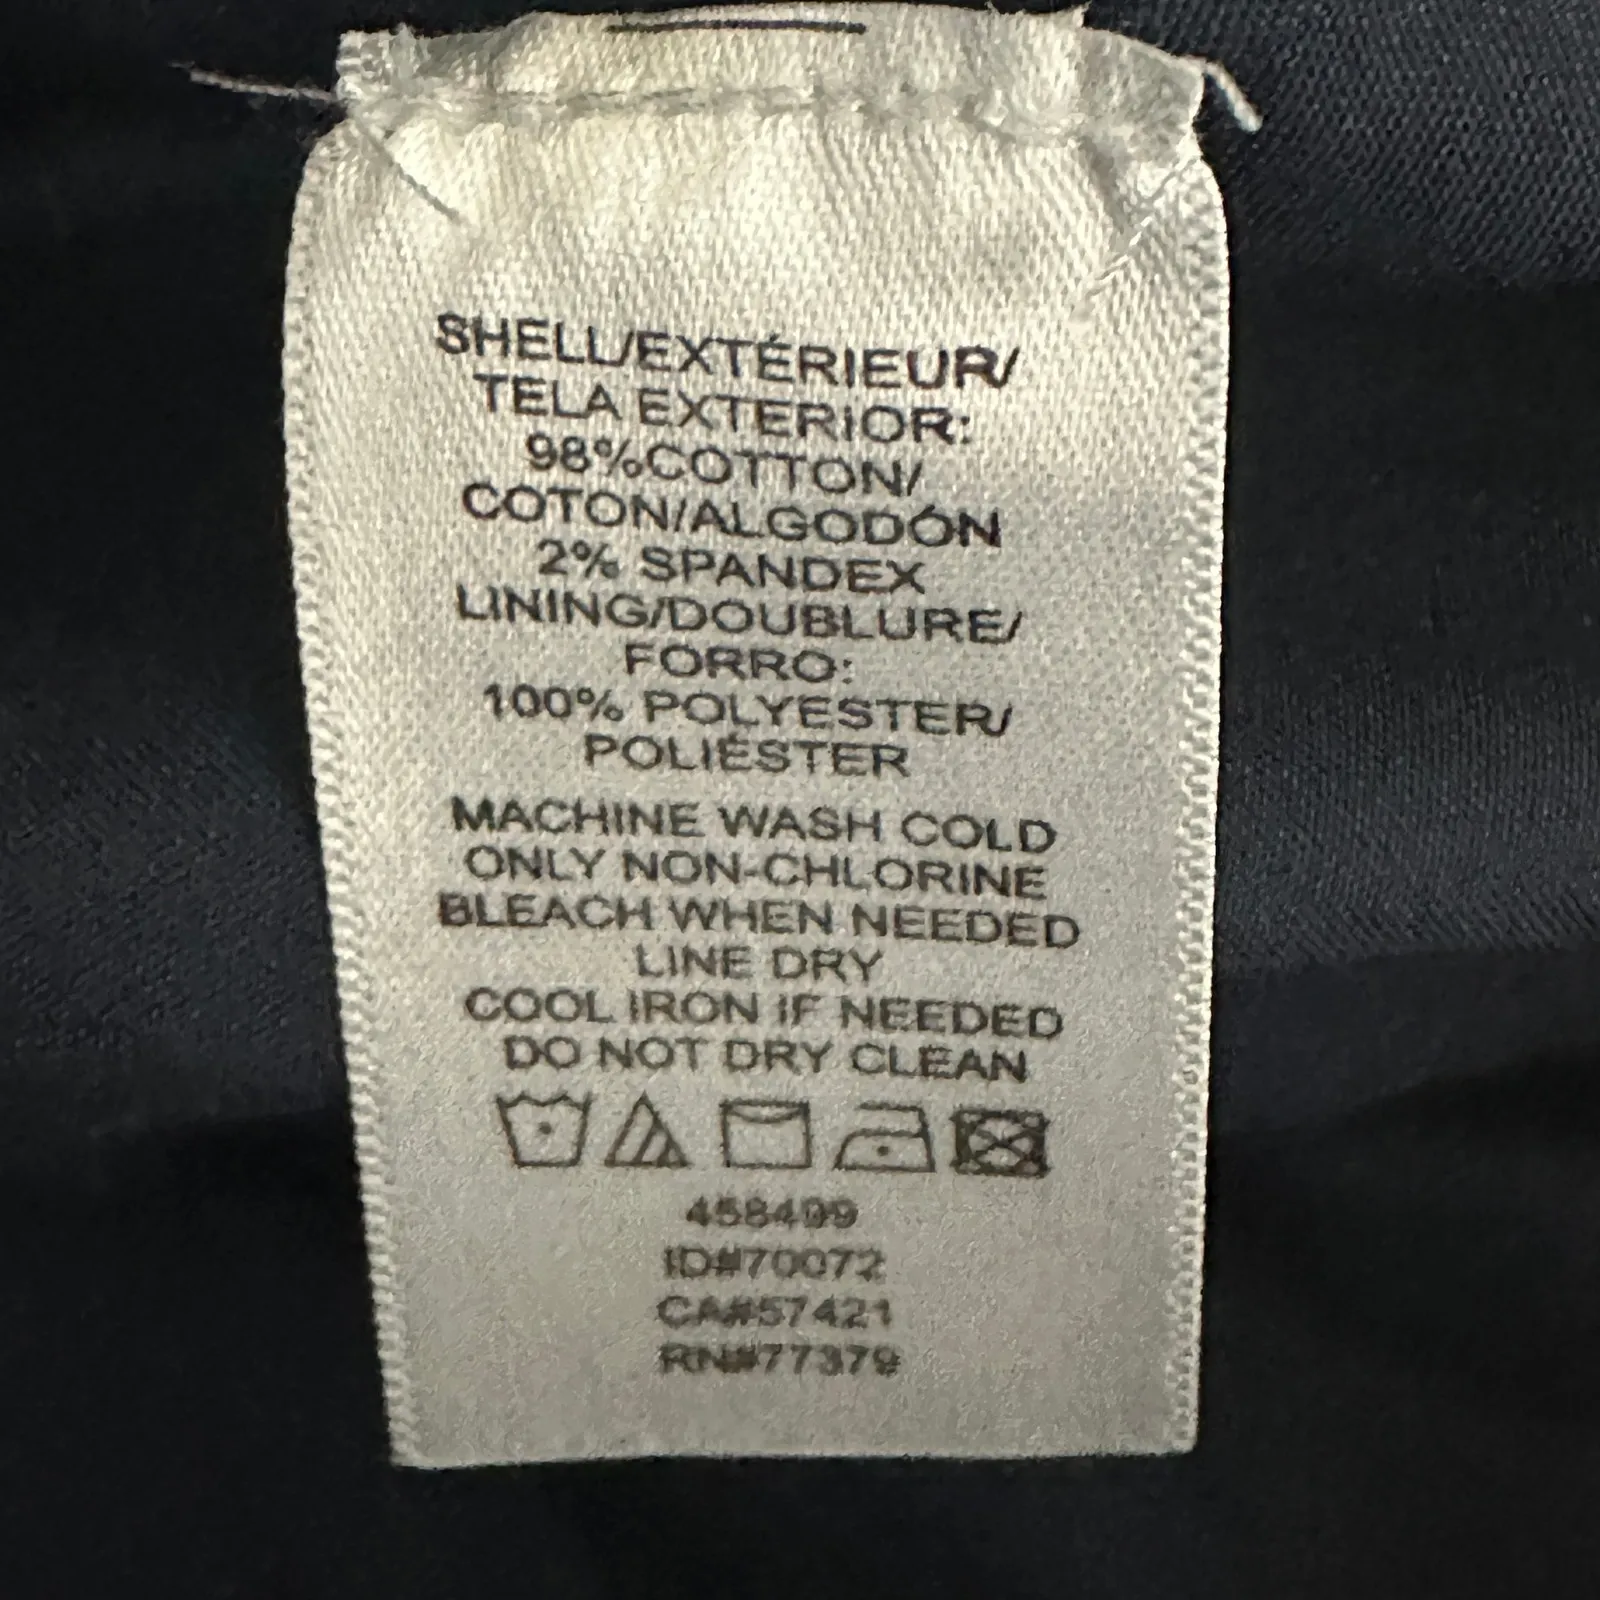 SHELL/EXTÉRIEUR/
TELA EXTERIOR:
98%COTTON/
COTON/ALGODÓN
2% SPANDEX
LINING/DOUBLURE/
FORRO:
100% POLYESTER/
POLIÉSTER
MACHINE WASH COLD
ONLY NON-CHLORINE
BLEACH WHEN NEEDED
LINE DRY
COOL IRON IF NEEDED
DO NOT DRY CLEAN
458499
ID#70072
CA#57421
RN#77379